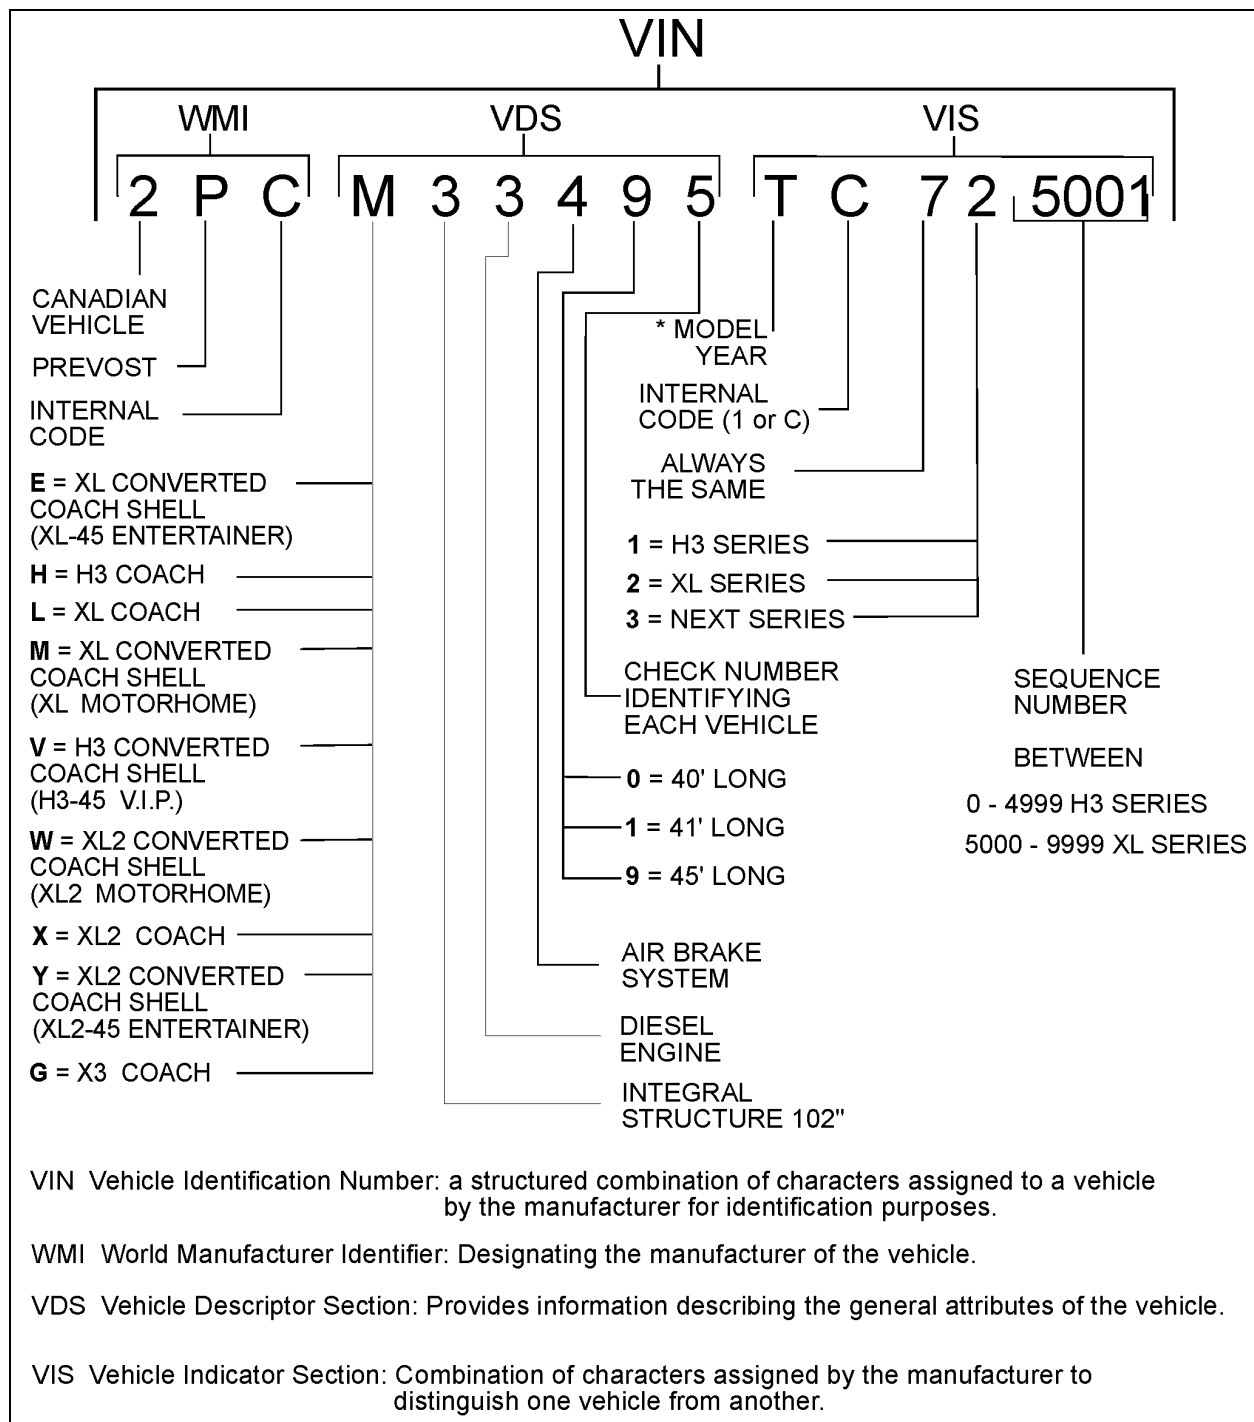 VIN
WMI VDS VIS
2 P C M 3 3 4 9 5 T C 7 2 5001
CANADIAN
VEHICLE
PREVOST
INTERNAL
CODE
E = XL CONVERTED
COACH SHELL
(XL-45 ENTERTAINER)
H = H3 COACH
L = XL COACH
M = XL CONVERTED
COACH SHELL
(XL MOTORHOME)
V = H3 CONVERTED
COACH SHELL
(H3-45 V.I.P.)
W = XL2 CONVERTED
COACH SHELL
(XL2 MOTORHOME)
X = XL2 COACH
Y = XL2 CONVERTED
COACH SHELL
(XL2-45 ENTERTAINER)
G = X3 COACH
* MODEL
YEAR
INTERNAL
CODE (1 or C)
ALWAYS
THE SAME
1 = H3 SERIES
2 = XL SERIES
3 = NEXT SERIES
CHECK NUMBER
IDENTIFYING
EACH VEHICLE
0 = 40' LONG
1 = 41' LONG
9 = 45' LONG
AIR BRAKE
SYSTEM
DIESEL
ENGINE
INTEGRAL
STRUCTURE 102"
SEQUENCE
NUMBER
BETWEEN
0 - 4999 H3 SERIES
5000 - 9999 XL SERIES
VIN Vehicle Identification Number: a structured combination of characters assigned to a vehicle
by the manufacturer for identification purposes.
WMI World Manufacturer Identifier: Designating the manufacturer of the vehicle.
VDS Vehicle Descriptor Section: Provides information describing the general attributes of the vehicle.
VIS Vehicle Indicator Section: Combination of characters assigned by the manufacturer to
distinguish one vehicle from another.